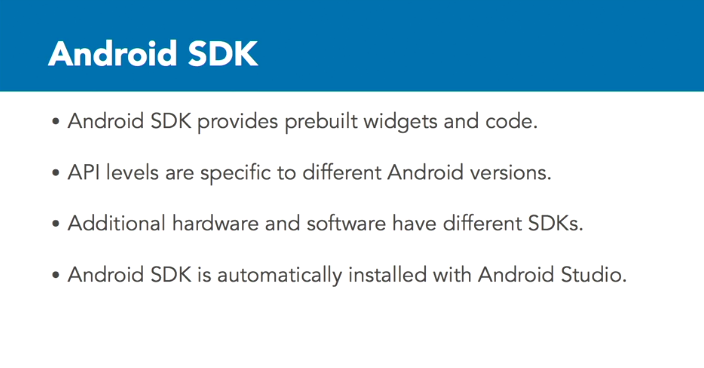 Android SDK
• Android SDK provides prebuilt widgets and code.
• API levels are specific to different Android versions.
• Additional hardware and software have different SDKs.
• Android SDK is automatically installed with Android Studio.